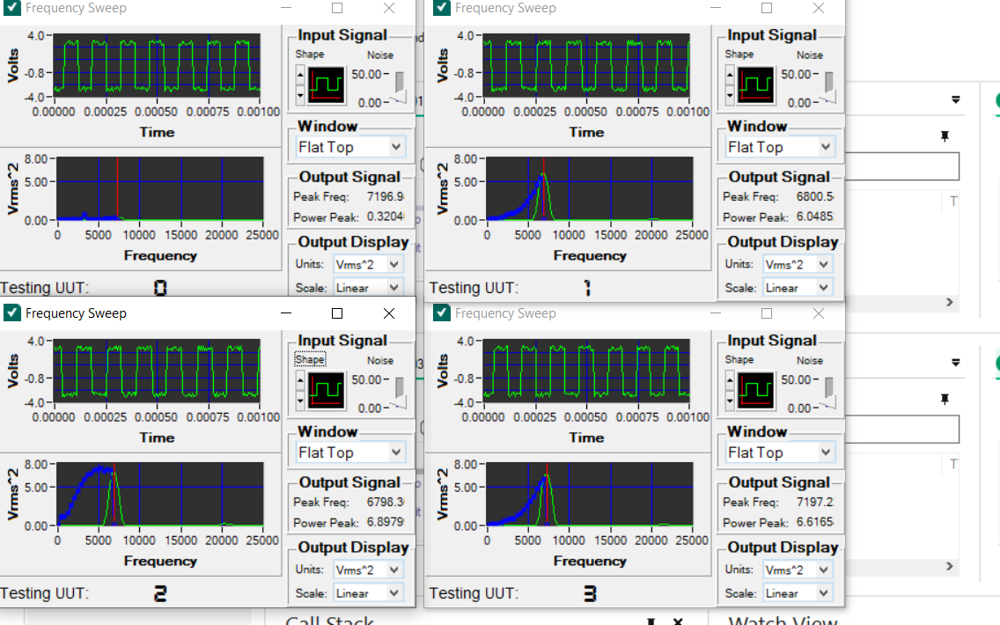 Frequency Sweep
4.0
Volts
-0.8
-4.0
0.00000 0.00025 0.00050 0.00075 0.00100
Time
8.00
Vrms^2
5.00
0.00
0 5000 10000 15000 20000 25000
Frequency
Testing UUT: 0
Input Signal
Shape Noise
50.00
0.00
Window
Flat Top
Output Signal
Peak Freq: 7196.9
Power Peak: 0.3204
Output Display
Units: Vrms^2
Scale: Linear
Frequency Sweep
4.0
Volts
-0.8
-4.0
0.00000 0.00025 0.00050 0.00075 0.00100
Time
8.00
Vrms^2
5.00
0.00
0 5000 10000 15000 20000 25000
Frequency
Testing UUT: 1
Input Signal
Shape Noise
50.00
0.00
Window
Flat Top
Output Signal
Peak Freq: 6800.5
Power Peak: 6.0485
Output Display
Units: Vrms^2
Scale: Linear
Frequency Sweep
4.0
Volts
-0.8
-4.0
0.00000 0.00025 0.00050 0.00075 0.00100
Time
8.00
Vrms^2
5.00
0.00
0 5000 10000 15000 20000 25000
Frequency
Testing UUT: 2
Input Signal
Shape Noise
50.00
0.00
Window
Flat Top
Output Signal
Peak Freq: 6798.3
Power Peak: 6.8979
Output Display
Units: Vrms^2
Scale: Linear
Frequency Sweep
4.0
Volts
-0.8
-4.0
0.00000 0.00025 0.00050 0.00075 0.00100
Time
8.00
Vrms^2
5.00
0.00
0 5000 10000 15000 20000 25000
Frequency
Testing UUT: 3
Input Signal
Shape Noise
50.00
0.00
Window
Flat Top
Output Signal
Peak Freq: 7197.2
Power Peak: 6.6165
Output Display
Units: Vrms^2
Scale: Linear
Call Stack
Watch View